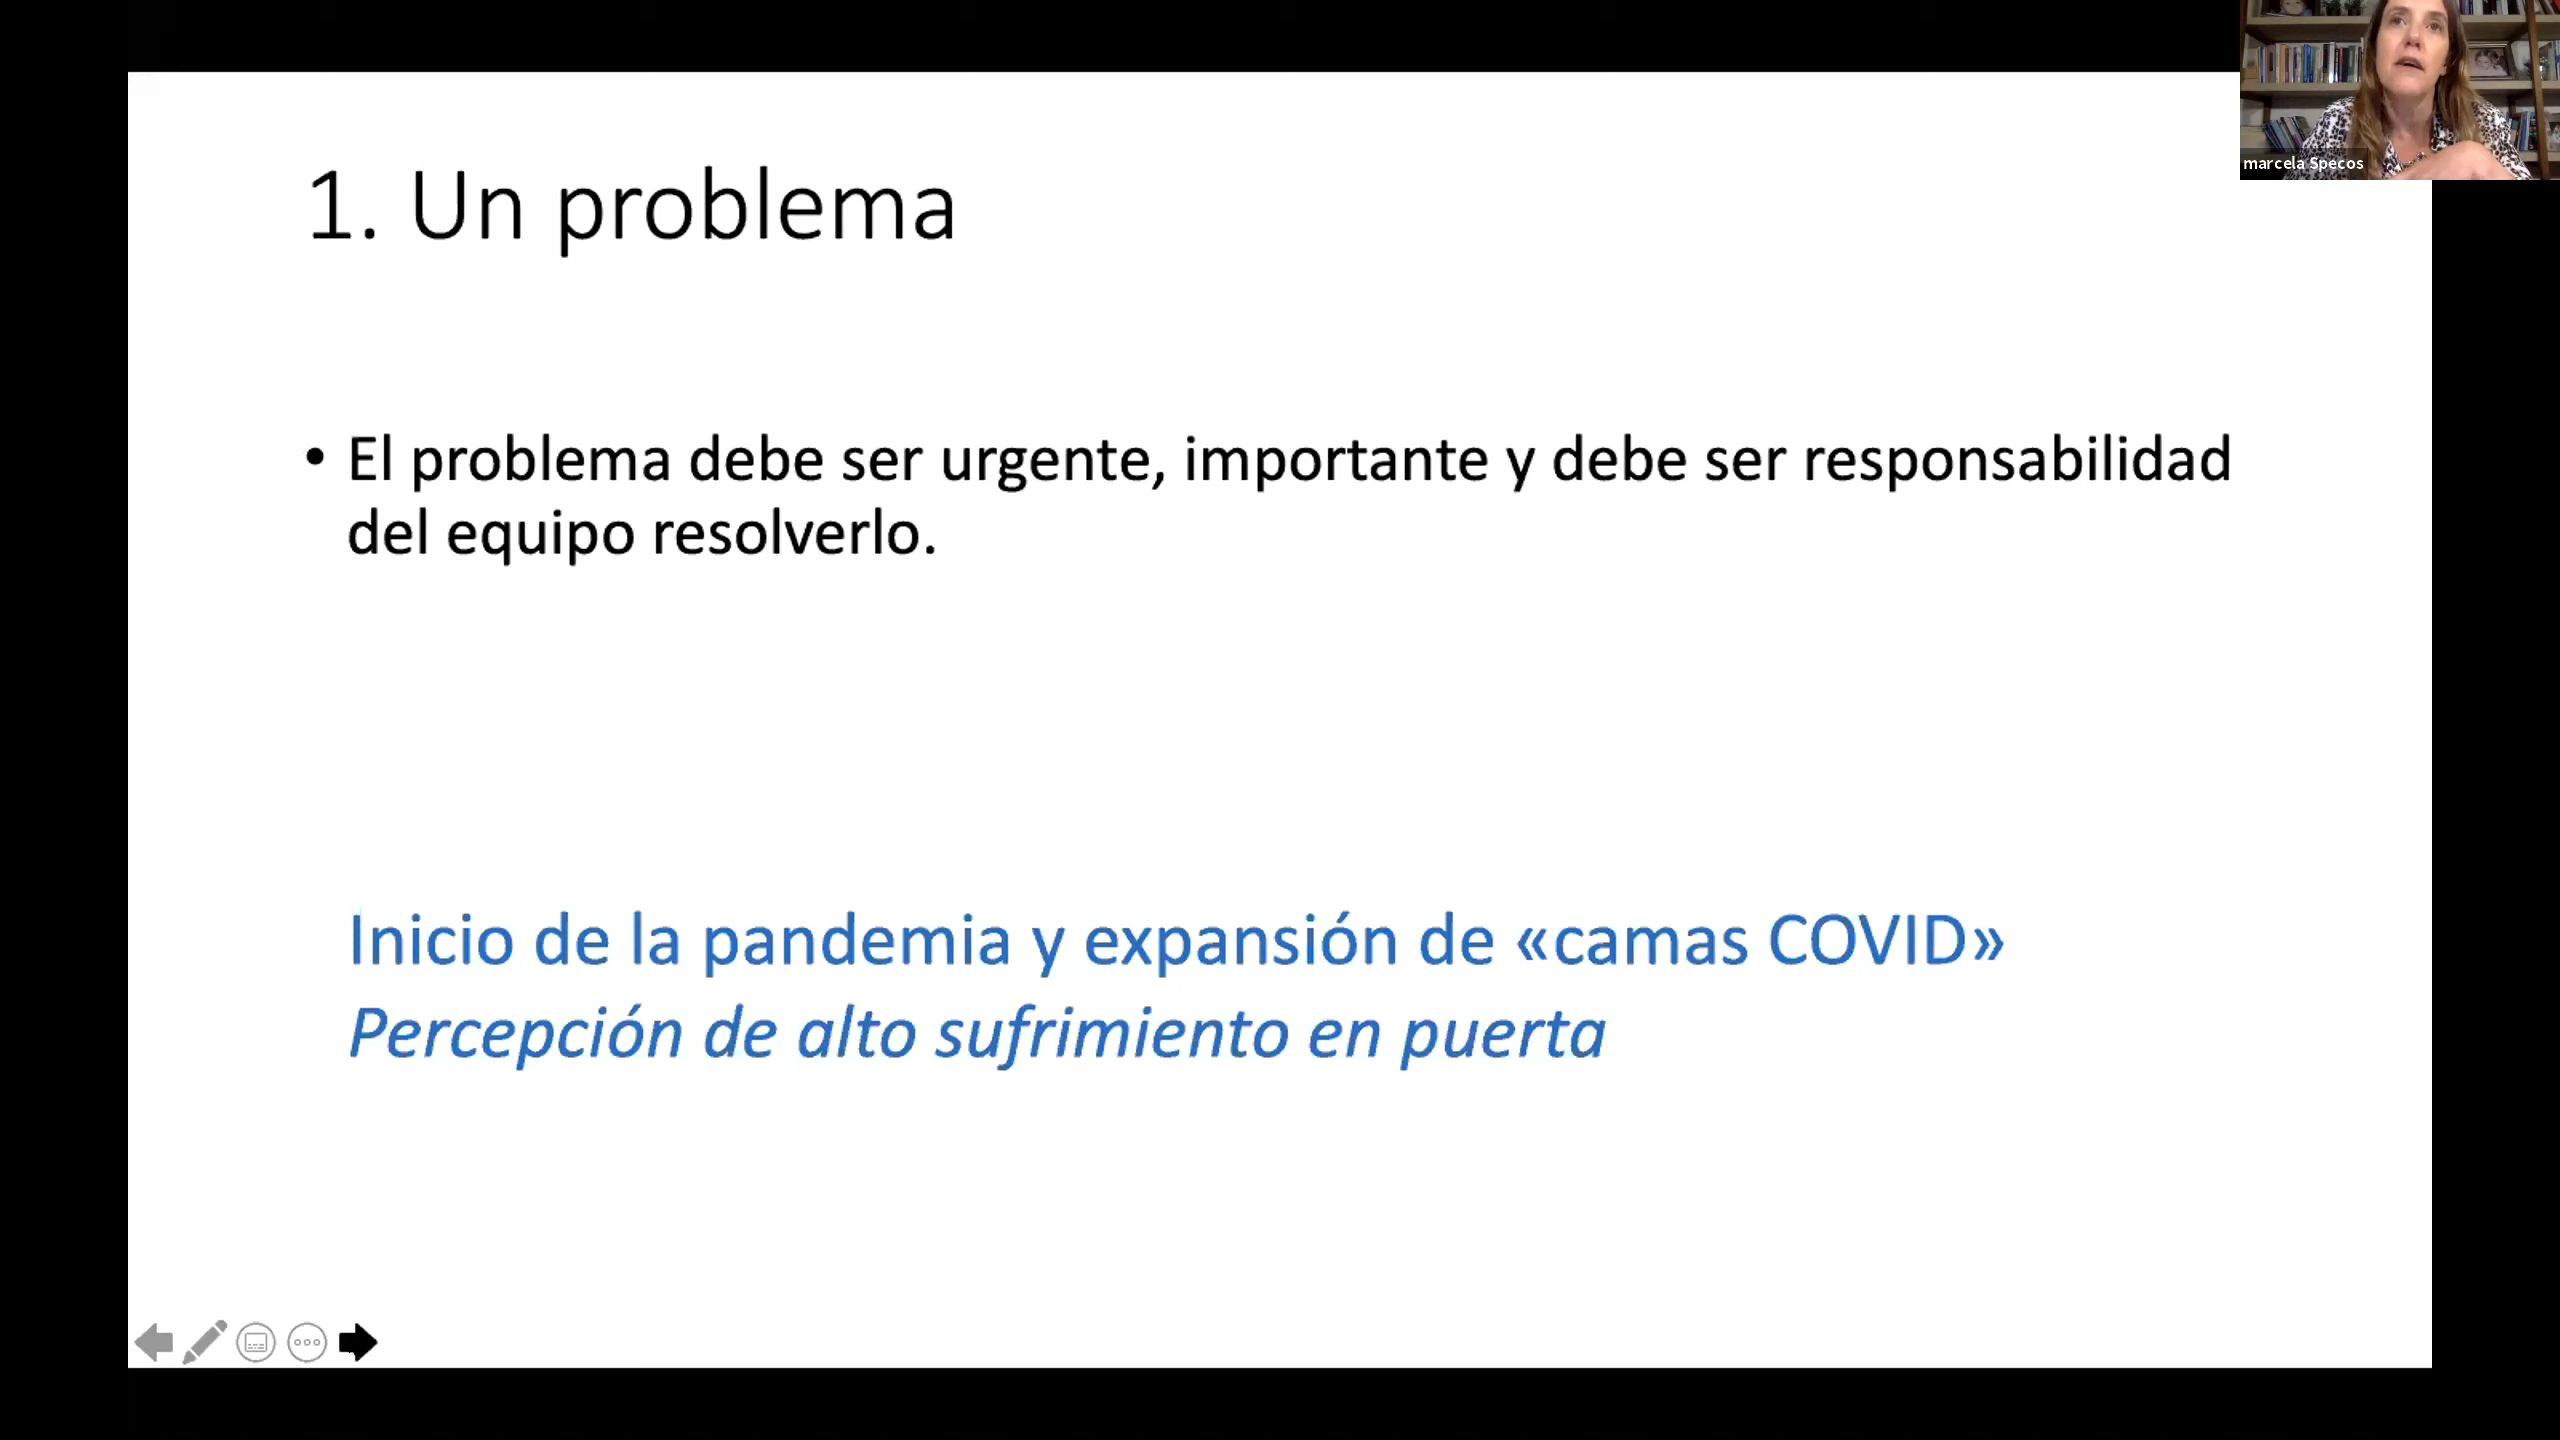 marcela Specos
1. Un problema
• El problema debe ser urgente, importante y debe ser responsabilidad
del equipo resolverlo.
Inicio de la pandemia y expansión de «camas COVID»
Percepción de alto sufrimiento en puerta